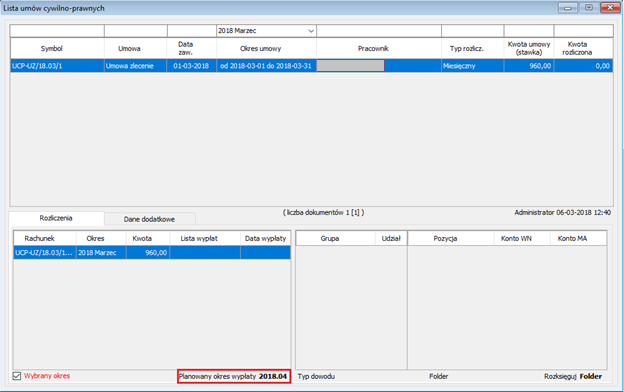 Lista umów cywilno-prawnych
2018 Marzec
Symbol Umowa Data zaw. Okres umowy Pracownik Typ rozlicz. Kwota umowy (stawka) Kwota rozliczona
UCP-UZ/18.03/1 Umowa zlecenie 01-03-2018 od 2018-03-01 do 2018-03-31 Miesięczny 960,00 0,00
Rozliczenia Dane dodatkowe ( liczba dokumentów 1 [1] ) Administrator 06-03-2018 12:40
Rachunek Okres Kwota Lista wypłat Data wypłaty Grupa Udział Pozycja Konto WN Konto MA
UCP-UZ/18.03/1... 2018 Marzec 960,00
Wybrany okres Planowany okres wypłaty 2018.04 Typ dowodu Folder Rozksięguj Folder